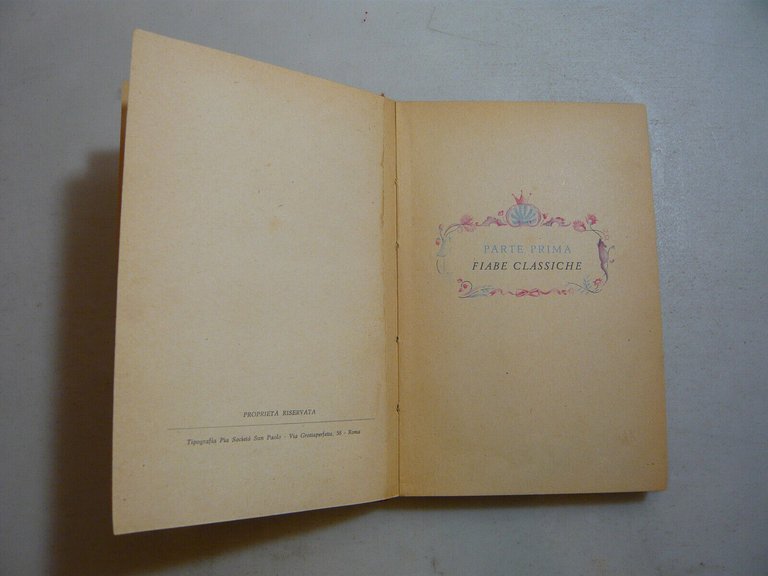 PROPRIETÀ RISERVATA
Tipografia Pia Società San Paolo - Via Grottaperfetta, 58 - Roma
PARTE PRIMA
FIABE CLASSICHE